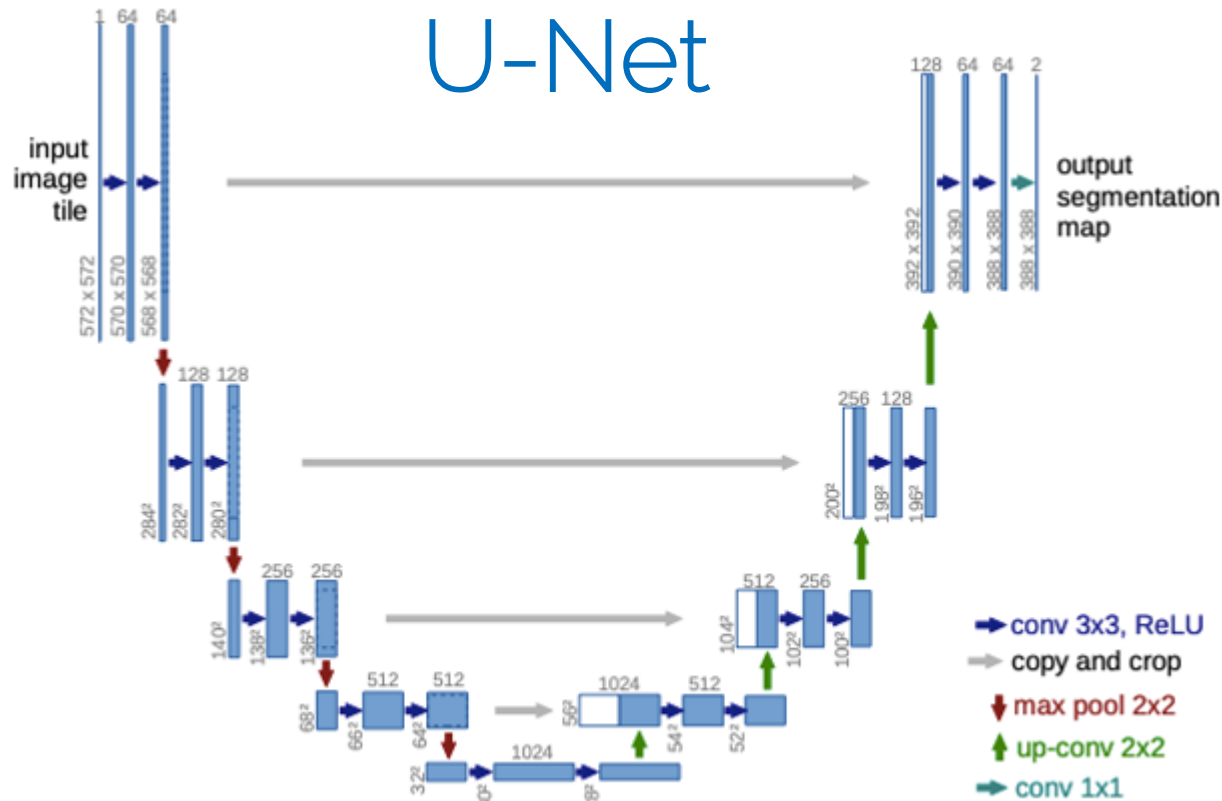 U-Net
1 64 64
input
image
tile
572 x 572
570 x 570
568 x 568
128 64 64 2
output
segmentation
map
392 x 392
390 x 390
388 x 388
388 x 388
128 128
284²
282²
280²
256 128
200²
198²
196²
256 256
140²
138²
136²
512 256
104²
102²
100²
512 512
68²
66²
64²
1024 512
56²
54²
52²
1024
32²
conv 3x3, ReLU
copy and crop
max pool 2x2
up-conv 2x2
conv 1x1